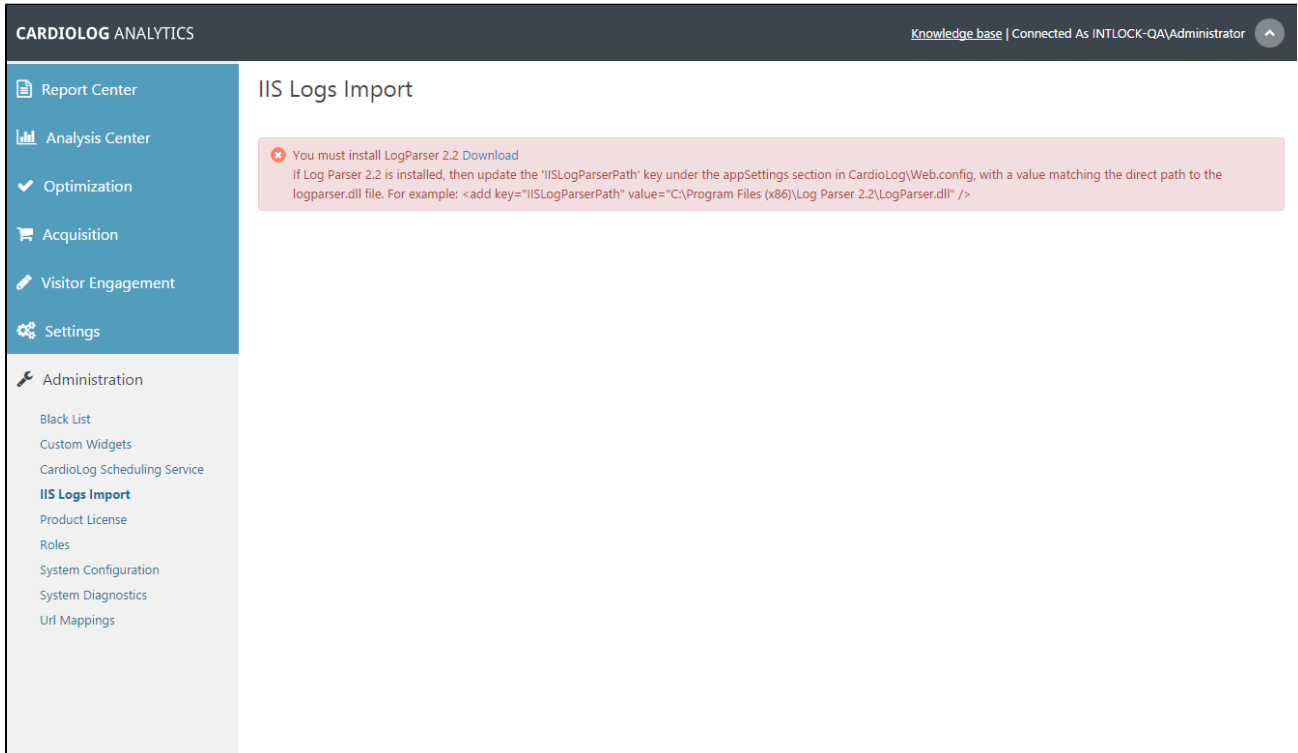 CARDIOLOG ANALYTICS
Knowledge base | Connected As INTLOCK-QA\Administrator
Report Center
Analysis Center
Optimization
Acquisition
Visitor Engagement
Settings
Administration
Black List
Custom Widgets
CardioLog Scheduling Service
IIS Logs Import
Product License
Roles
System Configuration
System Diagnostics
Url Mappings
IIS Logs Import
You must install LogParser 2.2 Download
If Log Parser 2.2 is installed, then update the 'IISLogParserPath' key under the appSettings section in CardioLog\Web.config, with a value matching the direct path to the
logparser.dll file. For example: <add key="IISLogParserPath" value="C:\Program Files (x86)\Log Parser 2.2\LogParser.dll" />